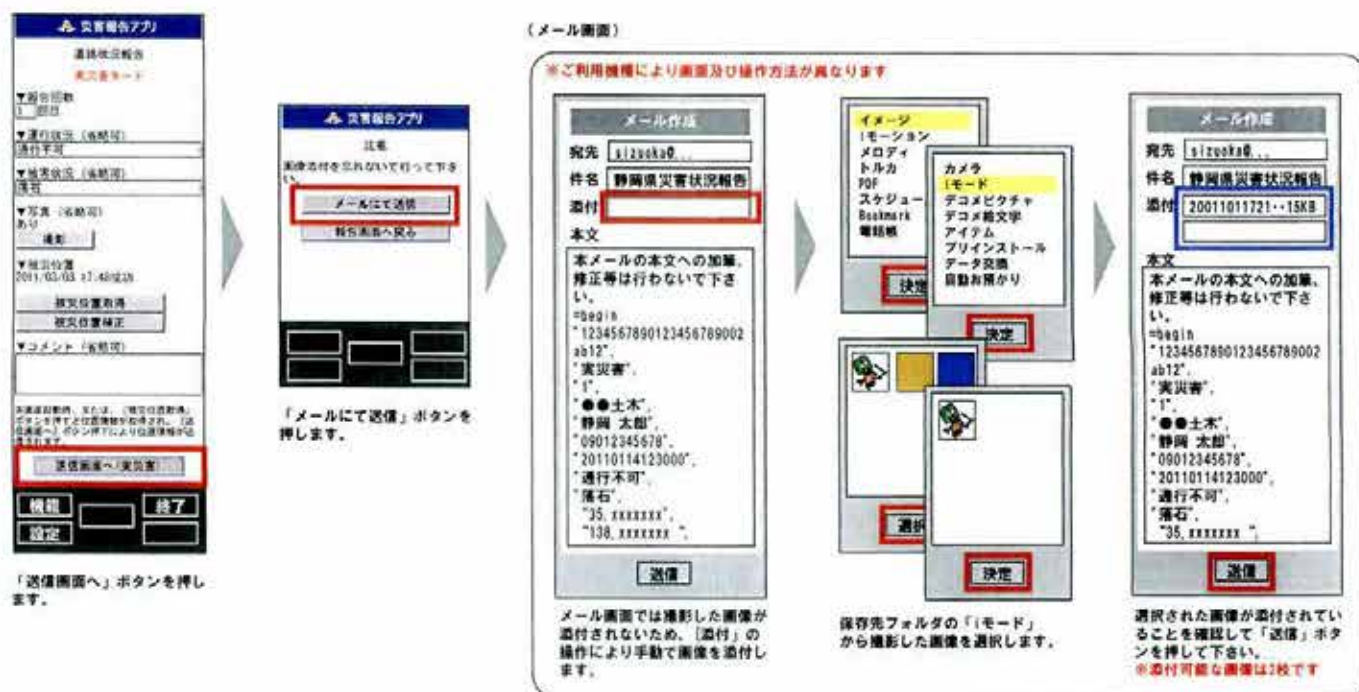 災害報告アプリ
道路状況報告
実災害モード
▼報告回数
1 回目
▼運行状況(省略可)
通行不可
▼被害状況(省略可)
落石
▼写真(省略可)
あり
撮影
▼被災位置
被災位置取得
被災位置補正
▼コメント(省略可)
送信画面へ(実災害)
機能
終了
設定
「送信画面へ」ボタンを押し
ます。
災害報告アプリ
注意
画像添付を忘れないで行って下さ
い。
メールにて送信
報告画面へ戻る
「メールにて送信」ボタンを
押します。
(メール画面)
※ご利用機種により画面及び操作方法が異なります
メール作成
宛先 sizuoka@...
件名 静岡県災害状況報告
添付
本文
本メールの本文への加筆、
修正等は行わないで下さ
い。
=begin
"1234567890123456789002
ab12",
"実災害",
"1",
"●●土木",
"静岡 太郎",
"09012345678",
"20110114123000",
"通行不可",
"落石",
"35.xxxxxxx",
"138.xxxxxxx ",
送信
メール画面では撮影した画像が
添付されないため、[添付]の
操作により手動で画像を添付し
ます。
イメージ
iモーション
メロディ
トルカ
PDF
スケジュー
Bookmark
電話帳
決定
カメラ
iモード
デコメピクチャ
デコメ絵文字
アイテム
プリインストール
データ交換
自動お預かり
決定
選択
決定
保存先フォルダの「iモード」
から撮影した画像を選択します。
メール作成
宛先 sizuoka@...
件名 静岡県災害状況報告
添付 20011011721··15KB
本文
本メールの本文への加筆、
修正等は行わないで下さ
い。
=begin
"1234567890123456789002
ab12",
"実災害",
"1",
"●●土木",
"静岡 太郎",
"09012345678",
"20110114123000",
"通行不可",
"落石",
"35.xxxxxxx ",
送信
選択された画像が添付されてい
ることを確認して「送信」ボタ
ンを押して下さい。
※添付可能な画像は2枚です